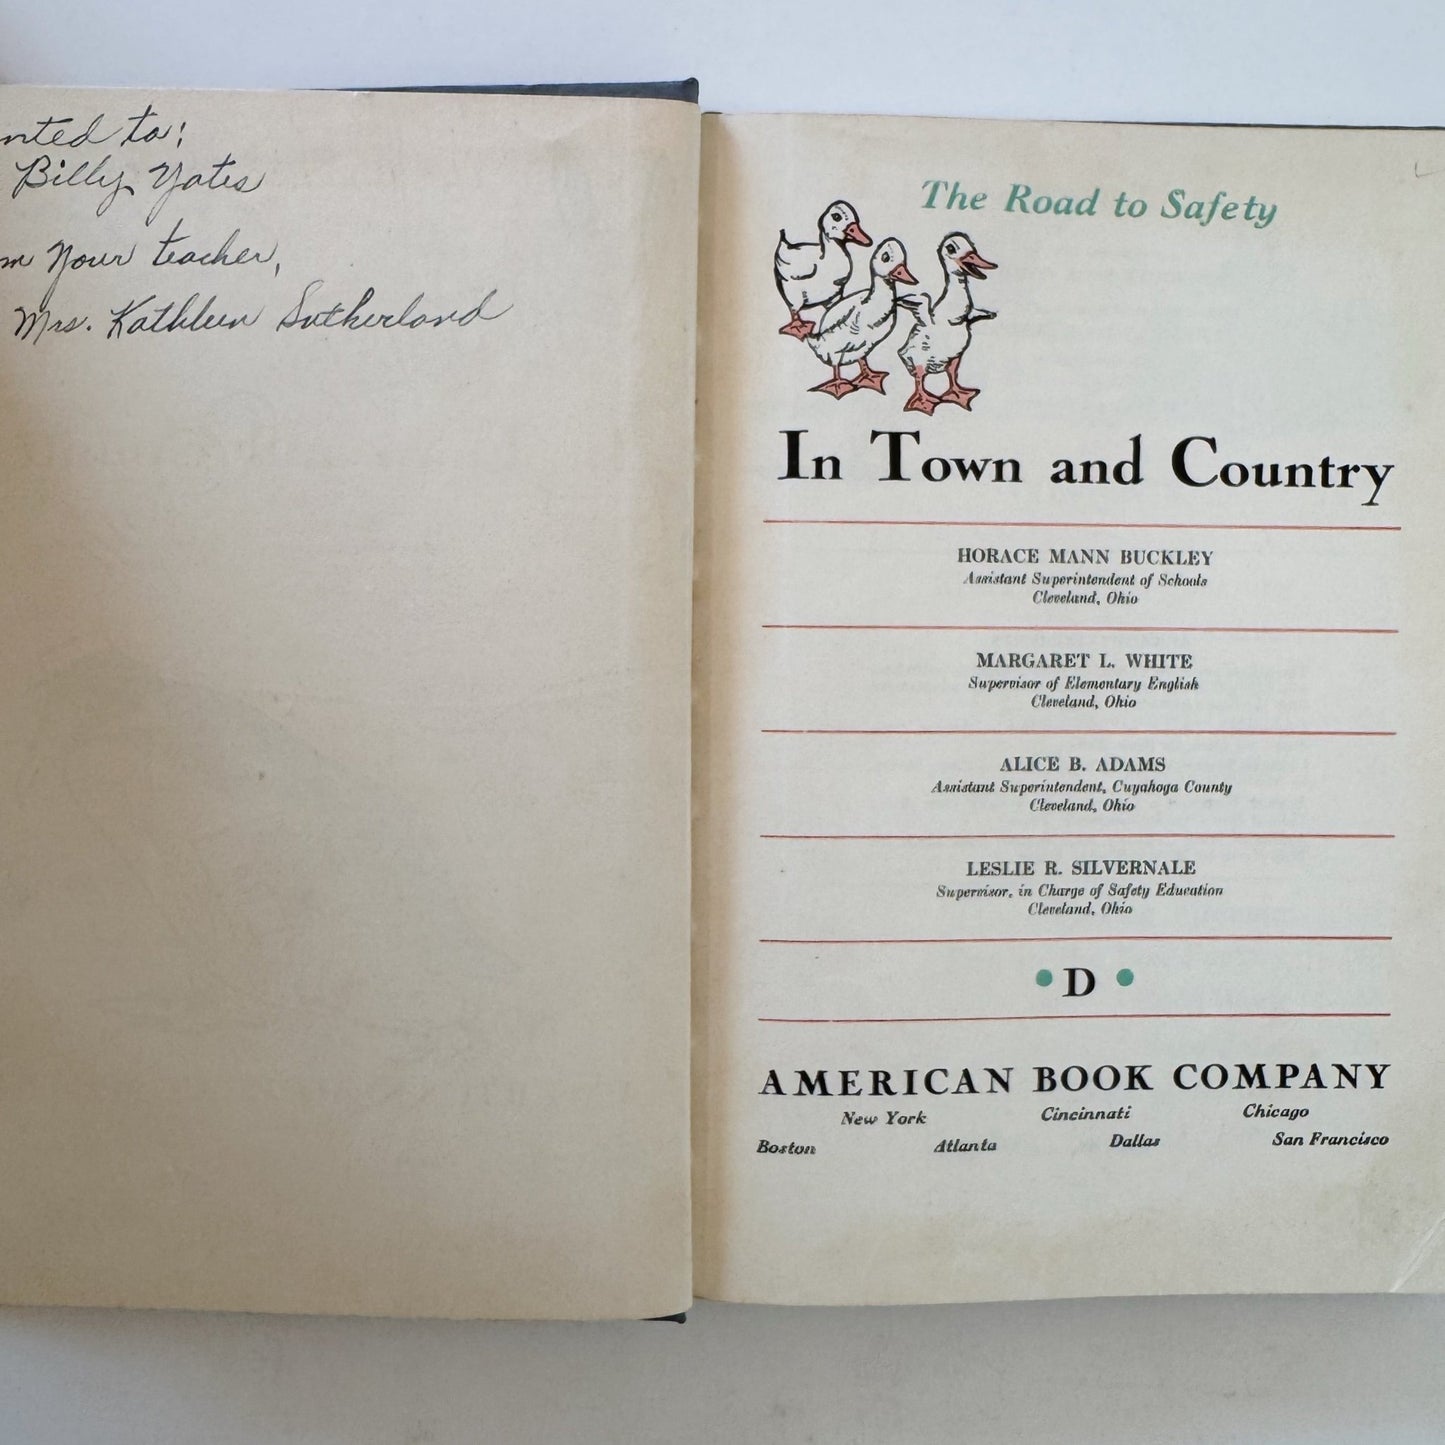 nted to:
Billy Yates
m your teacher,
Mrs. Kathleen Sutherland
The Road to Safety
In Town and Country
HORACE MANN BUCKLEY
Assistant Superintendent of Schools
Cleveland, Ohio
MARGARET L. WHITE
Supervisor of Elementary English
Cleveland, Ohio
ALICE B. ADAMS
Assistant Superintendent, Cuyahoga County
Cleveland, Ohio
LESLIE R. SILVERNALE
Supervisor, in Charge of Safety Education
Cleveland, Ohio
• D •
AMERICAN BOOK COMPANY
New York Cincinnati Chicago
Boston Atlanta Dallas San Francisco